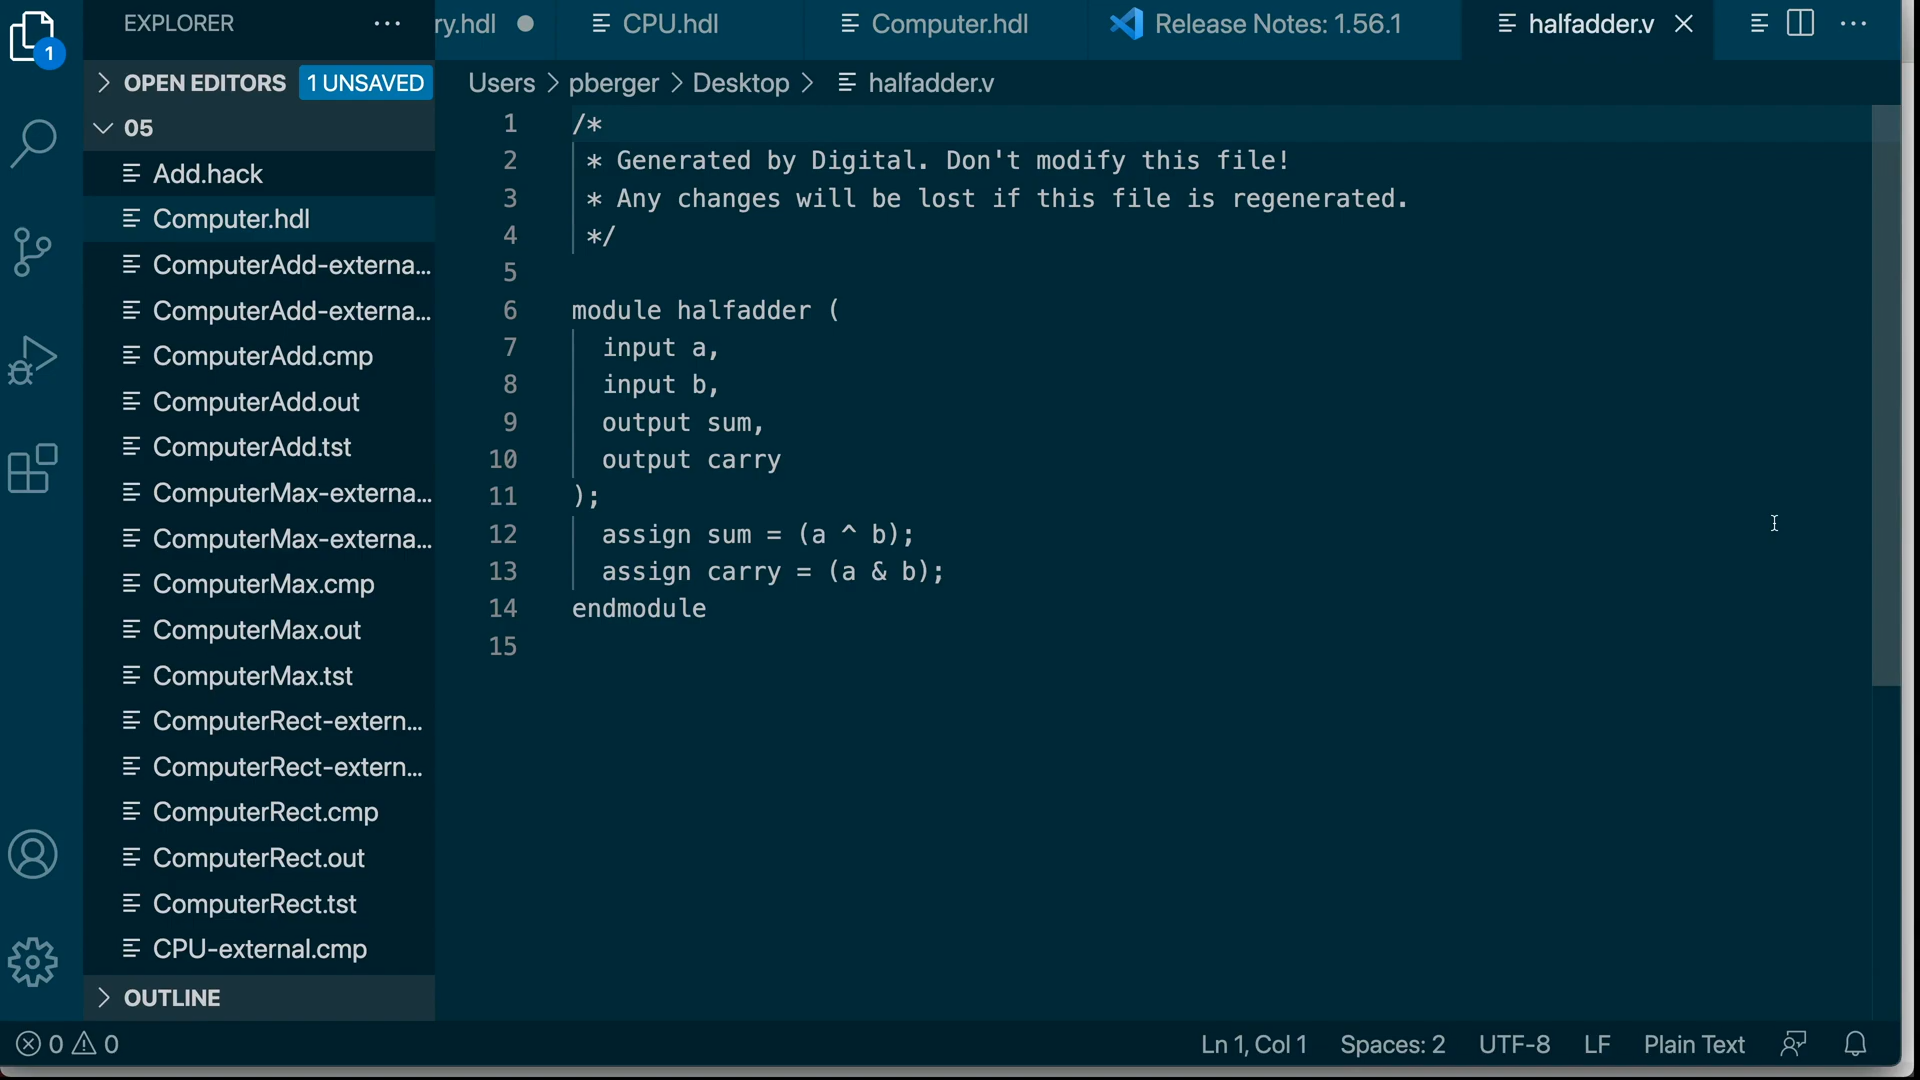 EXPLORER ···
ry.hdl
CPU.hdl
Computer.hdl
Release Notes: 1.56.1
halfadder.v
1
OPEN EDITORS 1 UNSAVED
Users > pberger > Desktop > halfadder.v
05
Add.hack
Computer.hdl
ComputerAdd-externa...
ComputerAdd-externa...
ComputerAdd.cmp
ComputerAdd.out
ComputerAdd.tst
ComputerMax-externa...
ComputerMax-externa...
ComputerMax.cmp
ComputerMax.out
ComputerMax.tst
ComputerRect-extern...
ComputerRect-extern...
ComputerRect.cmp
ComputerRect.out
ComputerRect.tst
CPU-external.cmp
OUTLINE
1 /*
2 * Generated by Digital. Don't modify this file!
3 * Any changes will be lost if this file is regenerated.
4 */
5
6 module halfadder (
7 input a,
8 input b,
9 output sum,
10 output carry
11 );
12 assign sum = (a ^ b);
13 assign carry = (a & b);
14 endmodule
15
0 0
Ln 1, Col 1 Spaces: 2 UTF-8 LF Plain Text